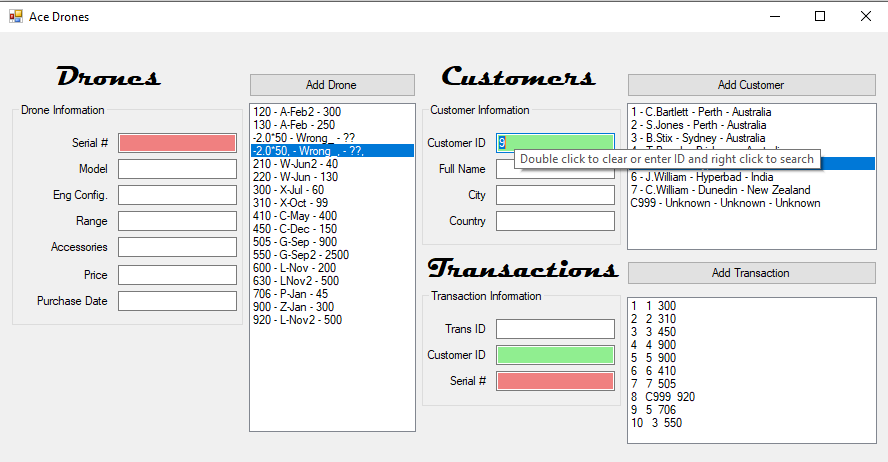 Ace Drones
Drones
Add Drone
Drone Information
Serial #
Model
Eng Config.
Range
Accessories
Price
Purchase Date
120 - A-Feb2 - 300
130 - A-Feb - 250
-2.0*50 - Wrong_ - ??
-2.0*50, - Wrong_, - ??,
210 - W-Jun2 - 40
220 - W-Jun - 130
300 - X-Jul - 60
310 - X-Oct - 99
410 - C-May - 400
450 - C-Dec - 150
505 - G-Sep - 900
550 - G-Sep2 - 2500
600 - L-Nov - 200
630 - LNov2 - 500
706 - P-Jan - 45
900 - Z-Jan - 300
920 - L-Nov2 - 500
Customers
Add Customer
Customer Information
Customer ID 9
Double click to clear or enter ID and right click to search
Full Name
City
Country
1 - C.Bartlett - Perth - Australia
2 - S.Jones - Perth - Australia
3 - B.Stix - Sydney - Australia
6 - J.William - Hyperbad - India
7 - C.William - Dunedin - New Zealand
C999 - Unknown - Unknown - Unknown
Transactions
Add Transaction
Transaction Information
Trans ID
Customer ID
Serial #
1 1 300
2 2 310
3 3 450
4 4 900
5 5 900
6 6 410
7 7 505
8 C999 920
9 5 706
10 3 550